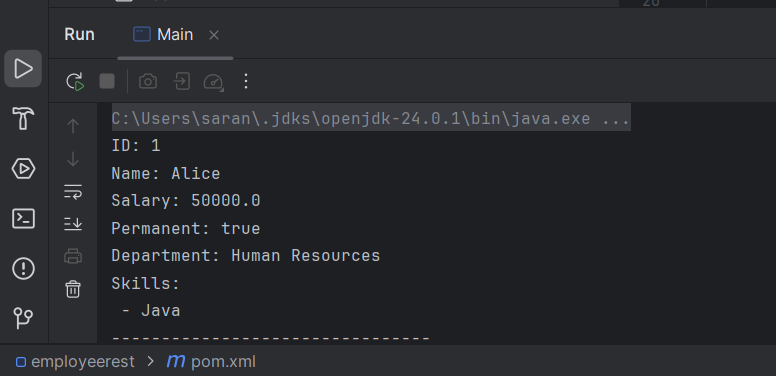 Run Main
C:\Users\saran\.jdks\openjdk-24.0.1\bin\java.exe ...
ID: 1
Name: Alice
Salary: 50000.0
Permanent: true
Department: Human Resources
Skills:
- Java
--------------------------------
employeerest > m pom.xml